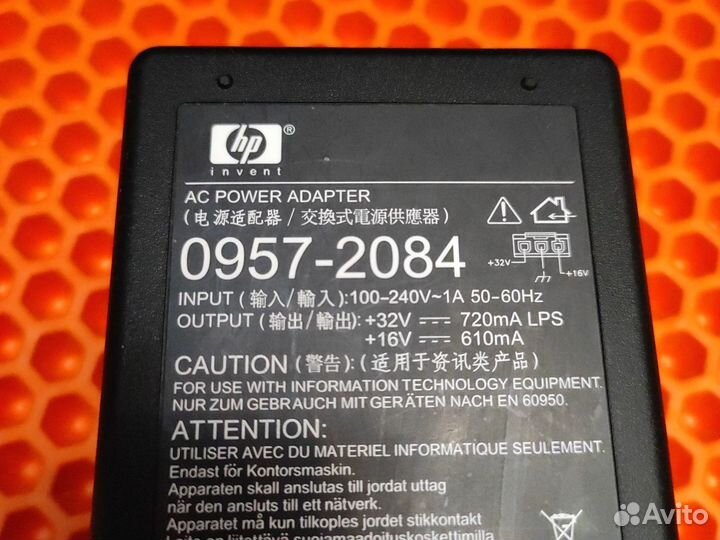 hp ®
invent
AC POWER ADAPTER
(电源适配器/交換式電源供應器)
0957-2084
+32V
+16V
INPUT (输入/輸入):100-240V~1A 50-60Hz
OUTPUT (输出/輸出): +32V ⎓ 720mA LPS
+16V ⎓ 610mA
CAUTION (警告): (适用于资讯类产品)
FOR USE WITH INFORMATION TECHNOLOGY EQUIPMENT.
NUR ZUM GEBRAUCH MIT GERÄTEN NACH EN 60950.
ATTENTION:
UTILISER AVEC DU MATERIEL INFORMATIQUE SEULEMENT.
Endast för Kontorsmaskin.
Apparaten skall anslutas till jordat uttag
när den ansluts till ett nätverk.
Apparatet må kun tilkoples jordet stikkontakt
Laite on liitettävä suojamaadoituskoskettimilla
Avito